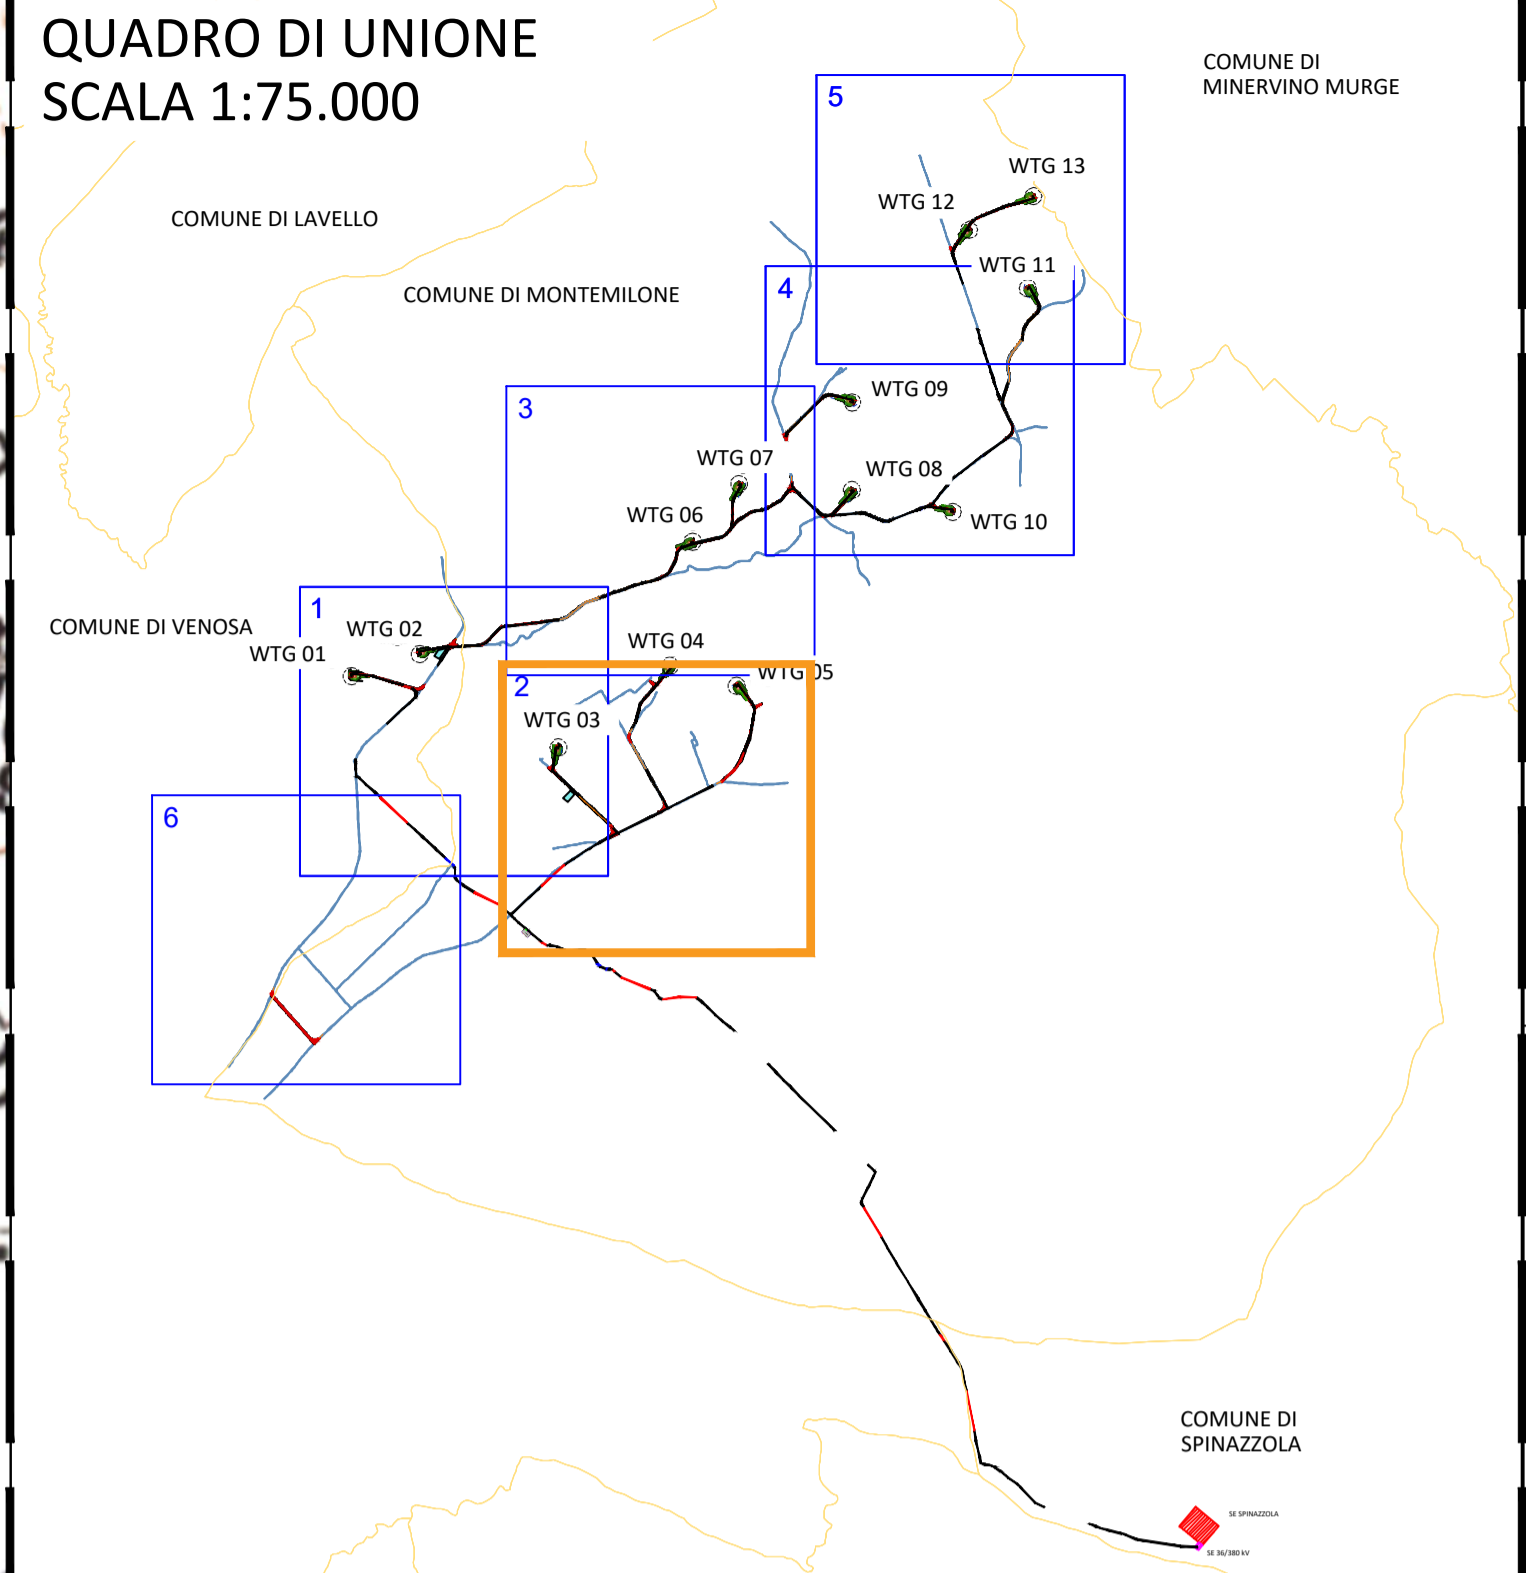 QUADRO DI UNIONE
SCALA 1:75.000
COMUNE DI
MINERVINO MURGE
5
WTG 13
WTG 12
COMUNE DI LAVELLO
WTG 11
4
COMUNE DI MONTEMILONE
WTG 09
3
WTG 07
WTG 08
WTG 06
WTG 10
1
COMUNE DI VENOSA
WTG 02
WTG 04
WTG 01
WTG 05
2
WTG 03
6
COMUNE DI
SPINAZZOLA
SE SPINAZZOLA
SE 36/380 kV